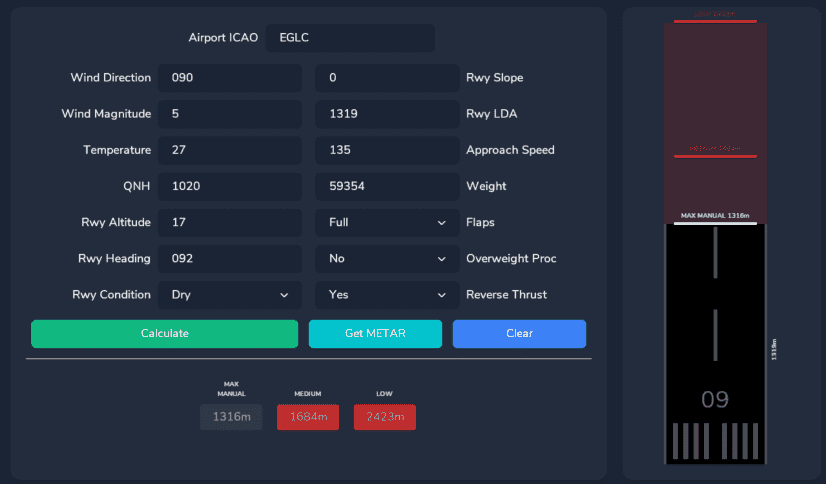 Airport ICAO EGLC
Wind Direction 090 0 Rwy Slope
Wind Magnitude 5 1319 Rwy LDA
Temperature 27 135 Approach Speed
QNH 1020 59354 Weight
Rwy Altitude 17 Full Flaps
Rwy Heading 092 No Overweight Proc
Rwy Condition Dry Yes Reverse Thrust
Calculate Get METAR Clear
MAX
MANUAL MEDIUM LOW
1316m 1684m 2423m
MAX MANUAL 1316m
1319m
09